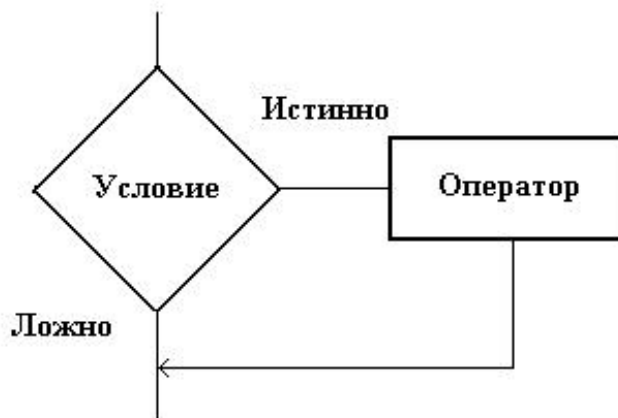 Истинно
Условие
Оператор
Ложно